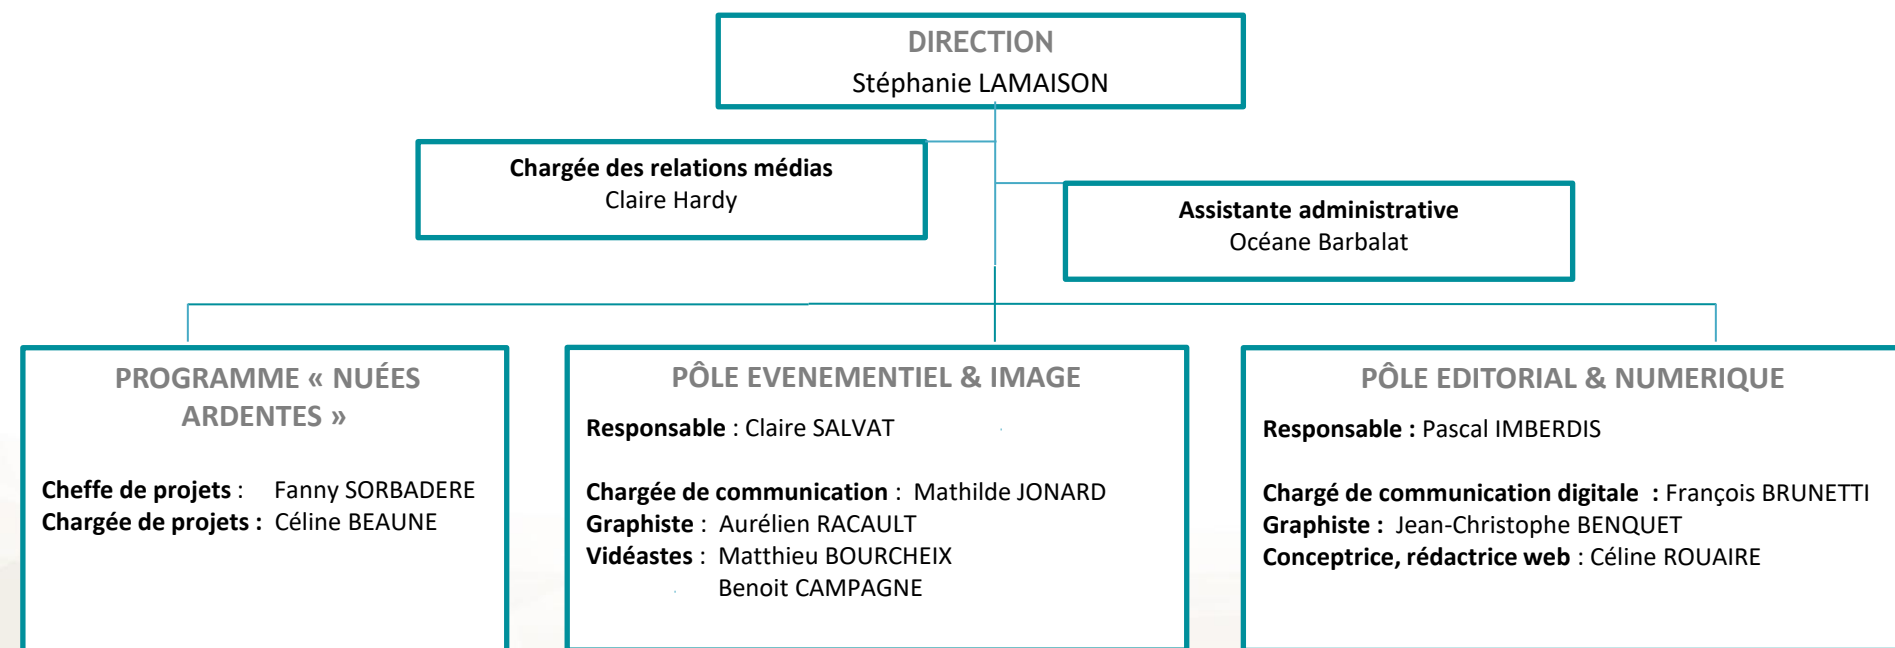 DIRECTION
Stéphanie LAMAISON
Chargée des relations médias
Claire Hardy
Assistante administrative
Océane Barbalat
PROGRAMME « NUÉES
ARDENTES »
Cheffe de projets : Fanny SORBADERE
Chargée de projets : Céline BEAUNE
PÔLE EVENEMENTIEL & IMAGE
Responsable : Claire SALVAT
Chargée de communication : Mathilde JONARD
Graphiste : Aurélien RACAULT
Vidéastes : Matthieu BOURCHEIX
Benoit CAMPAGNE
PÔLE EDITORIAL & NUMERIQUE
Responsable : Pascal IMBERDIS
Chargé de communication digitale : François BRUNETTI
Graphiste : Jean-Christophe BENQUET
Conceptrice, rédactrice web : Céline ROUAIRE